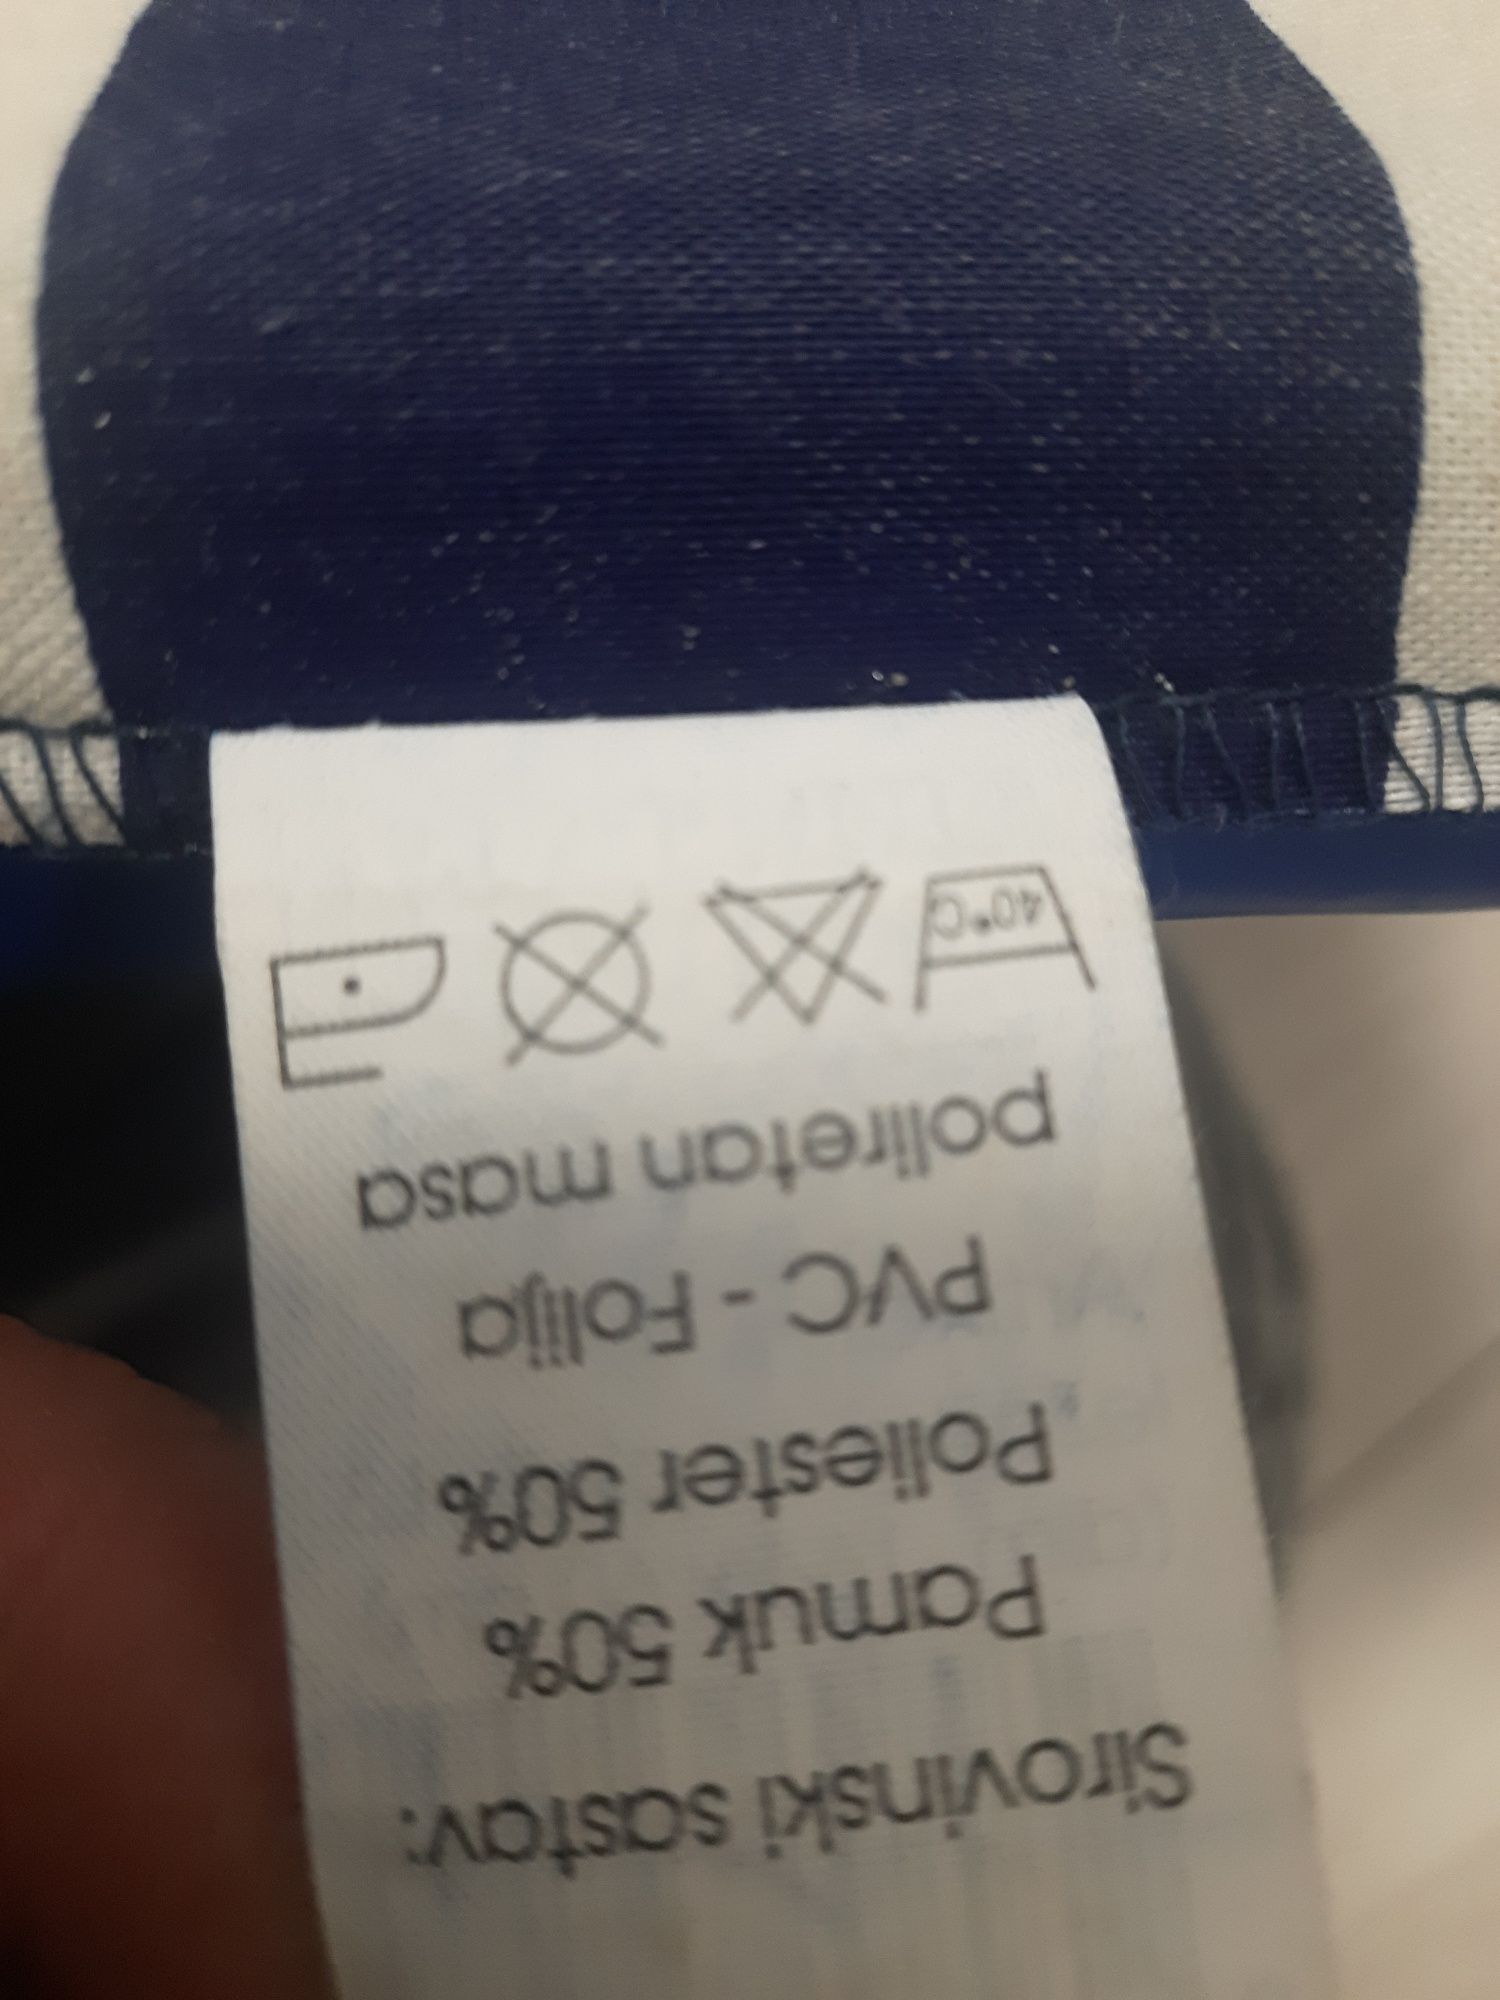 Sirovinski sastav:
Pamuk 50%
Poliester 50%
PVC - Folija
poliretan masa
40°C